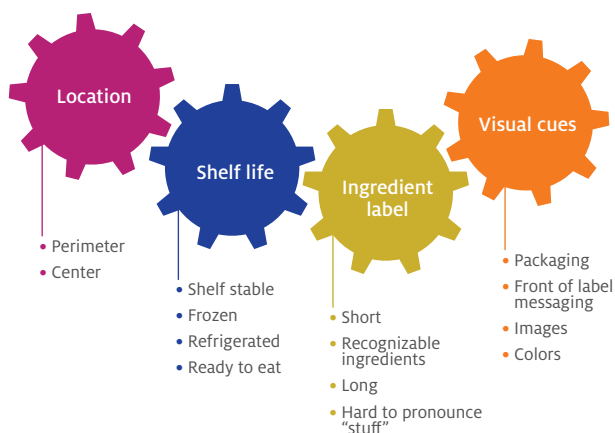 Location
• Perimeter
• Center
Shelf life
• Shelf stable
• Frozen
• Refrigerated
• Ready to eat
Ingredient
label
• Short
• Recognizable
ingredients
• Long
• Hard to pronounce
“stuff”
Visual cues
• Packaging
• Front of label
messaging
• Images
• Colors